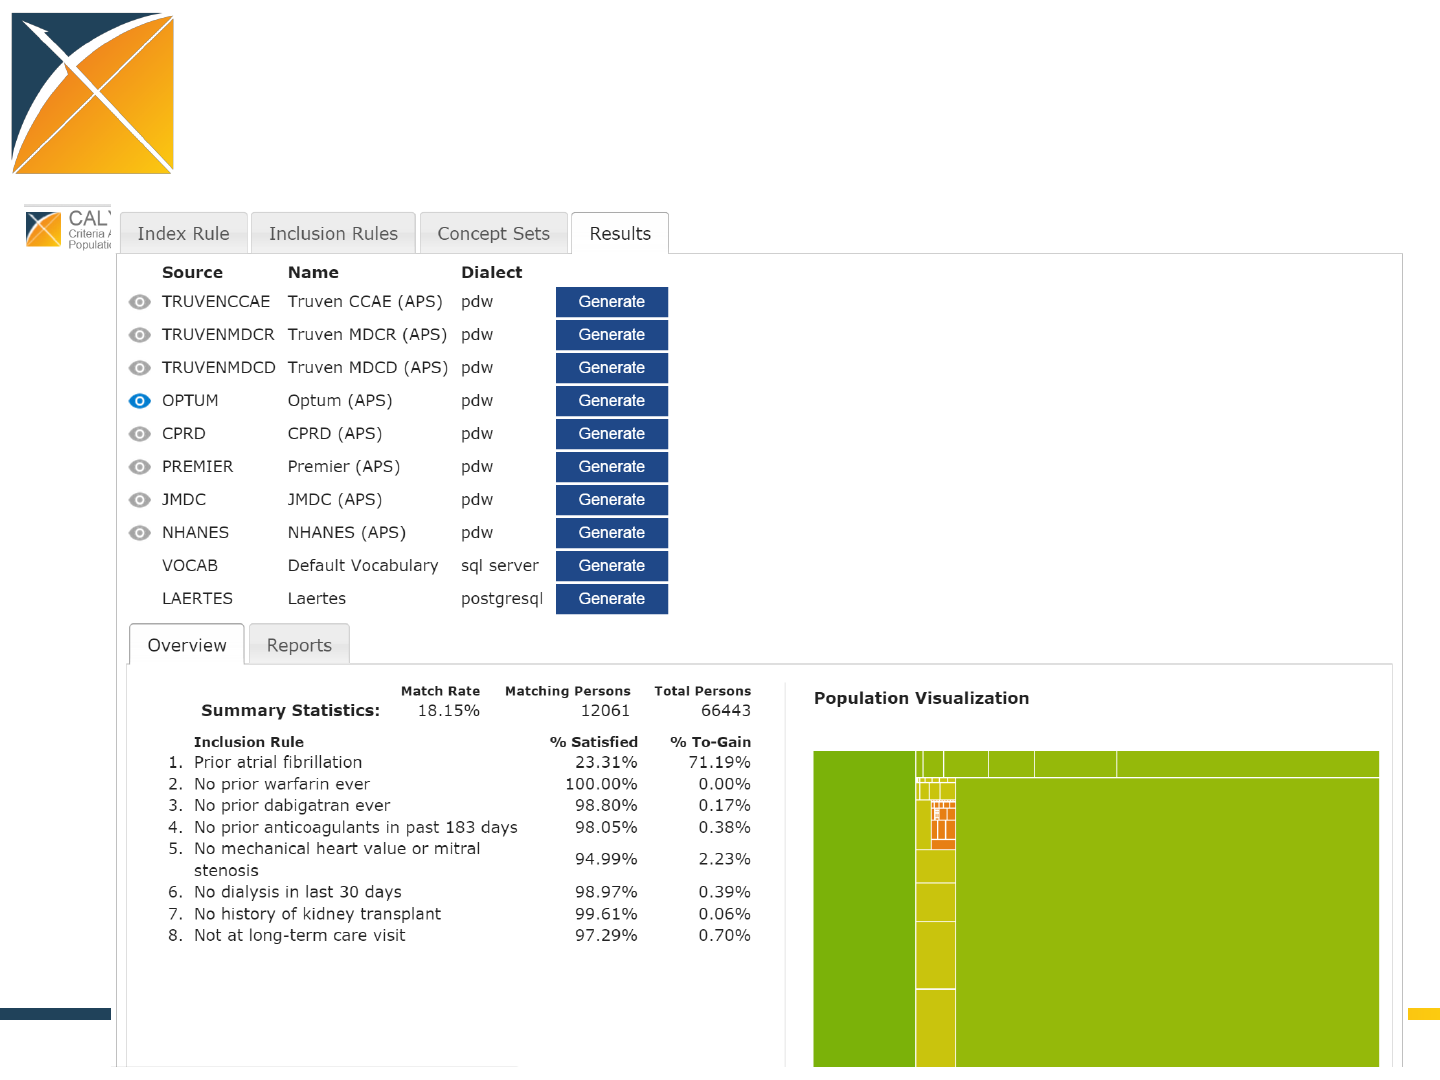 CAL
Criteria
Populati
Index Rule Inclusion Rules Concept Sets Results
Source Name Dialect
TRUVENCCAE Truven CCAE (APS) pdw Generate
TRUVENMDCR Truven MDCR (APS) pdw Generate
TRUVENMDCD Truven MDCD (APS) pdw Generate
OPTUM Optum (APS) pdw Generate
CPRD CPRD (APS) pdw Generate
PREMIER Premier (APS) pdw Generate
JMDC JMDC (APS) pdw Generate
NHANES NHANES (APS) pdw Generate
VOCAB Default Vocabulary sql server Generate
LAERTES Laertes postgresql Generate
Overview Reports
Match Rate Matching Persons Total Persons
Summary Statistics: 18.15% 12061 66443
Inclusion Rule % Satisfied % To-Gain
1. Prior atrial fibrillation 23.31% 71.19%
2. No prior warfarin ever 100.00% 0.00%
3. No prior dabigatran ever 98.80% 0.17%
4. No prior anticoagulants in past 183 days 98.05% 0.38%
5. No mechanical heart value or mitral
stenosis 94.99% 2.23%
6. No dialysis in last 30 days 98.97% 0.39%
7. No history of kidney transplant 99.61% 0.06%
8. Not at long-term care visit 97.29% 0.70%
Population Visualization